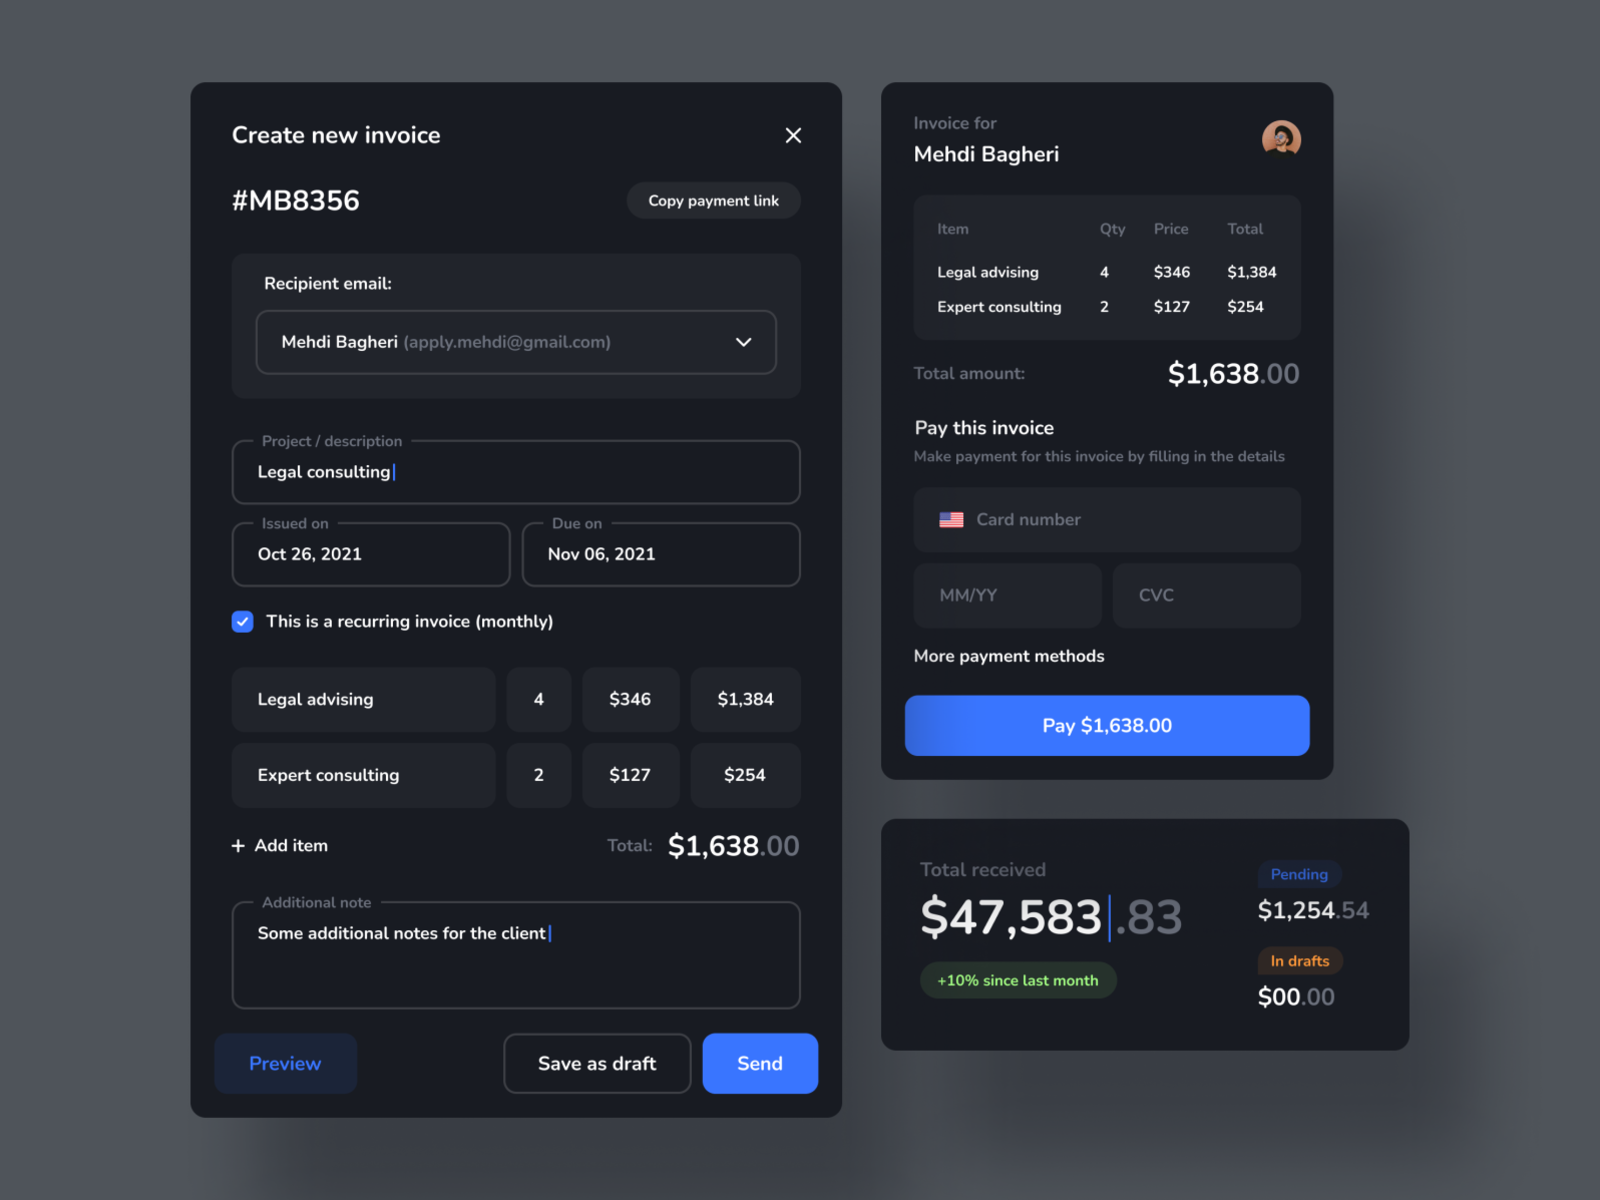 Create new invoice
#MB8356
Copy payment link
Recipient email:
Mehdi Bagheri (apply.mehdi@gmail.com)
Project / description
Legal consulting
Issued on
Oct 26, 2021
Due on
Nov 06, 2021
This is a recurring invoice (monthly)
Legal advising 4 $346 $1,384
Expert consulting 2 $127 $254
+ Add item
Total: $1,638.00
Additional note
Some additional notes for the client
Preview
Save as draft
Send
Invoice for
Mehdi Bagheri
Item Qty Price Total
Legal advising 4 $346 $1,384
Expert consulting 2 $127 $254
Total amount: $1,638.00
Pay this invoice
Make payment for this invoice by filling in the details
Card number
MM/YY
CVC
More payment methods
Pay $1,638.00
Total received
$47,583.83
+10% since last month
Pending
$1,254.54
In drafts
$00.00